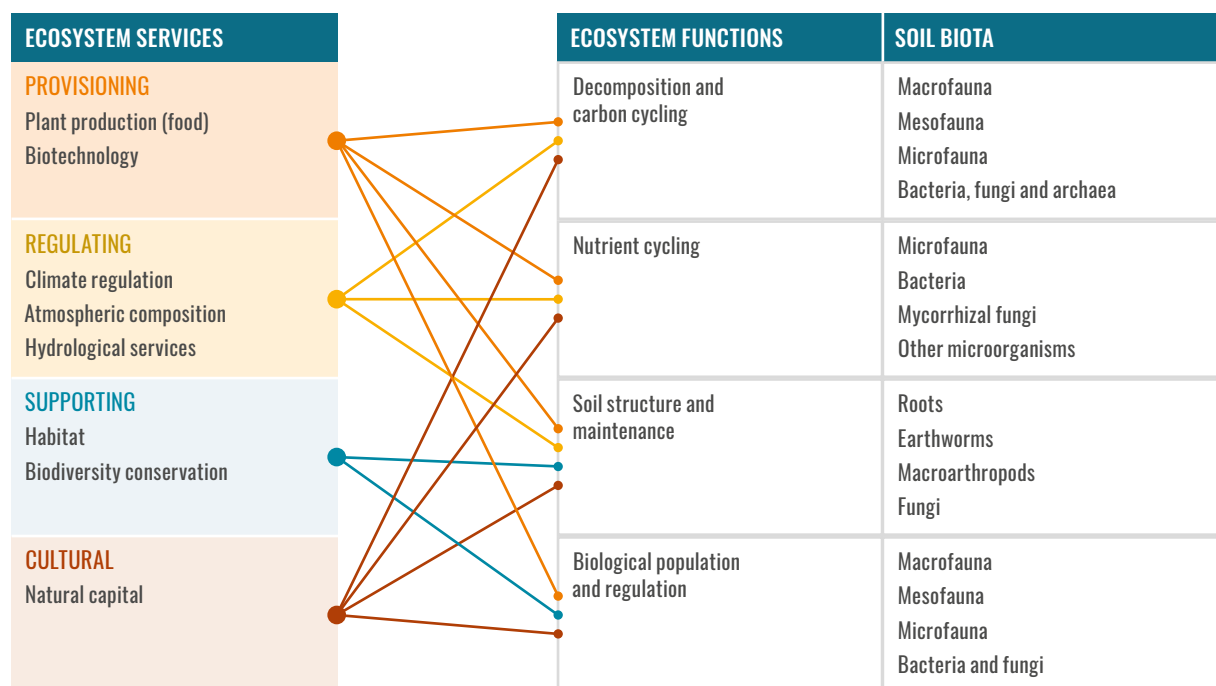 ECOSYSTEM SERVICES
ECOSYSTEM FUNCTIONS
SOIL BIOTA
PROVISIONING
Plant production (food)
Biotechnology
Decomposition and
carbon cycling
Macrofauna
Mesofauna
Microfauna
Bacteria, fungi and archaea
REGULATING
Climate regulation
Atmospheric composition
Hydrological services
Nutrient cycling
Microfauna
Bacteria
Mycorrhizal fungi
Other microorganisms
SUPPORTING
Habitat
Biodiversity conservation
Soil structure and
maintenance
Roots
Earthworms
Macroarthropods
Fungi
CULTURAL
Natural capital
Biological population
and regulation
Macrofauna
Mesofauna
Microfauna
Bacteria and fungi